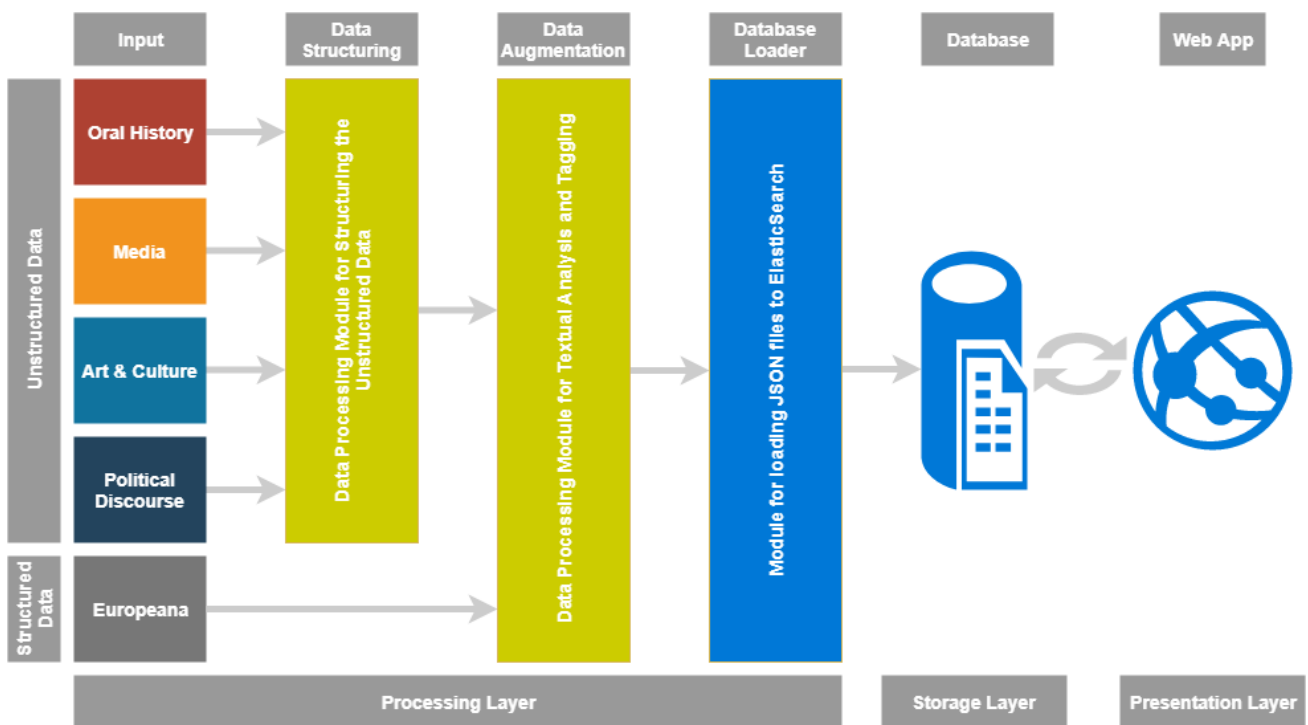 Input
Data
Structuring
Data
Augmentation
Database
Loader
Database
Web App
Unstructured Data
Structured
Data
Oral History
Media
Art & Culture
Political
Discourse
Europeana
Data Processing Module for Structuring the
Unstructured Data
Data Processing Module for Textual Analysis and Tagging
Module for loading JSON files to ElasticSearch
Processing Layer
Storage Layer
Presentation Layer